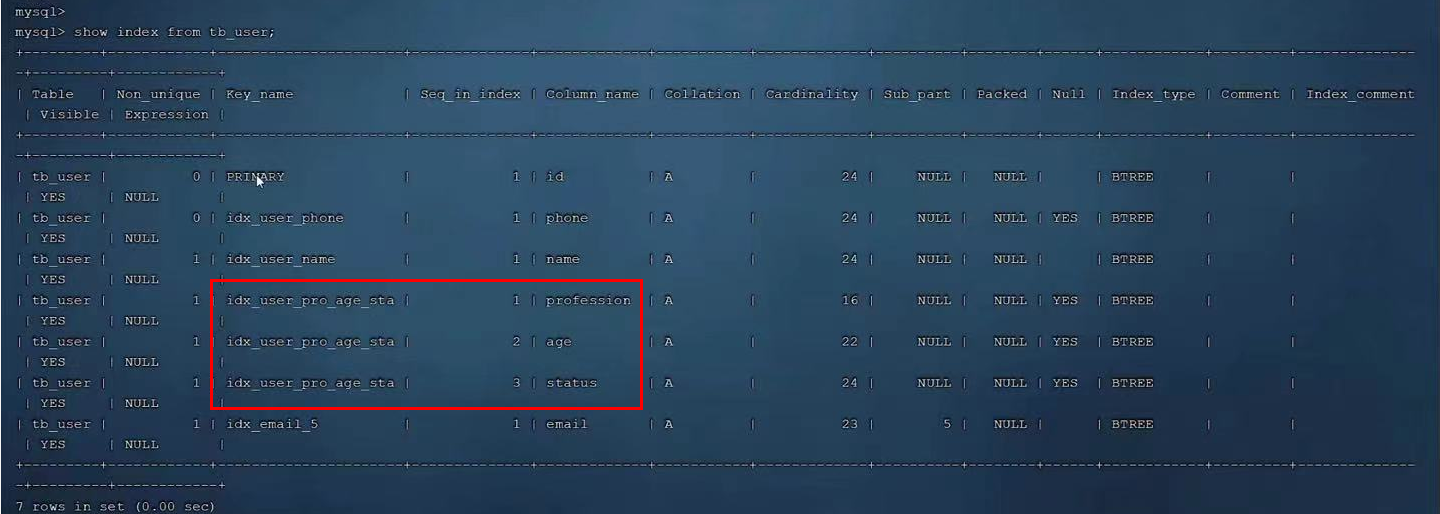 mysql>
mysql> show index from tb_user;
+----------+------------+----------------------+--------------+-------------+-----------+-------------+----------+--------+------+------------+---------+---------------
-+---------+------------+
| Table | Non_unique | Key_name | Seq_in_index | Column_name | Collation | Cardinality | Sub_part | Packed | Null | Index_type | Comment | Index_comment
| Visible | Expression |
+----------+------------+----------------------+--------------+-------------+-----------+-------------+----------+--------+------+------------+---------+---------------
-+---------+------------+
| tb_user | 0 | PRIMARY | 1 | id | A | 24 | NULL | NULL | | BTREE | |
| YES | NULL |
| tb_user | 0 | idx_user_phone | 1 | phone | A | 24 | NULL | NULL | YES | BTREE | |
| YES | NULL |
| tb_user | 1 | idx_user_name | 1 | name | A | 24 | NULL | NULL | | BTREE | |
| YES | NULL |
| tb_user | 1 | idx_user_pro_age_sta | 1 | profession | A | 16 | NULL | NULL | YES | BTREE | |
| YES | NULL |
| tb_user | 1 | idx_user_pro_age_sta | 2 | age | A | 22 | NULL | NULL | YES | BTREE | |
| YES | NULL |
| tb_user | 1 | idx_user_pro_age_sta | 3 | status | A | 24 | NULL | NULL | YES | BTREE | |
| YES | NULL |
| tb_user | 1 | idx_email_5 | 1 | email | A | 23 | 5 | NULL | | BTREE | |
| YES | NULL |
+----------+------------+----------------------+--------------+-------------+-----------+-------------+----------+--------+------+------------+---------+---------------
-+---------+------------+
7 rows in set (0.00 sec)